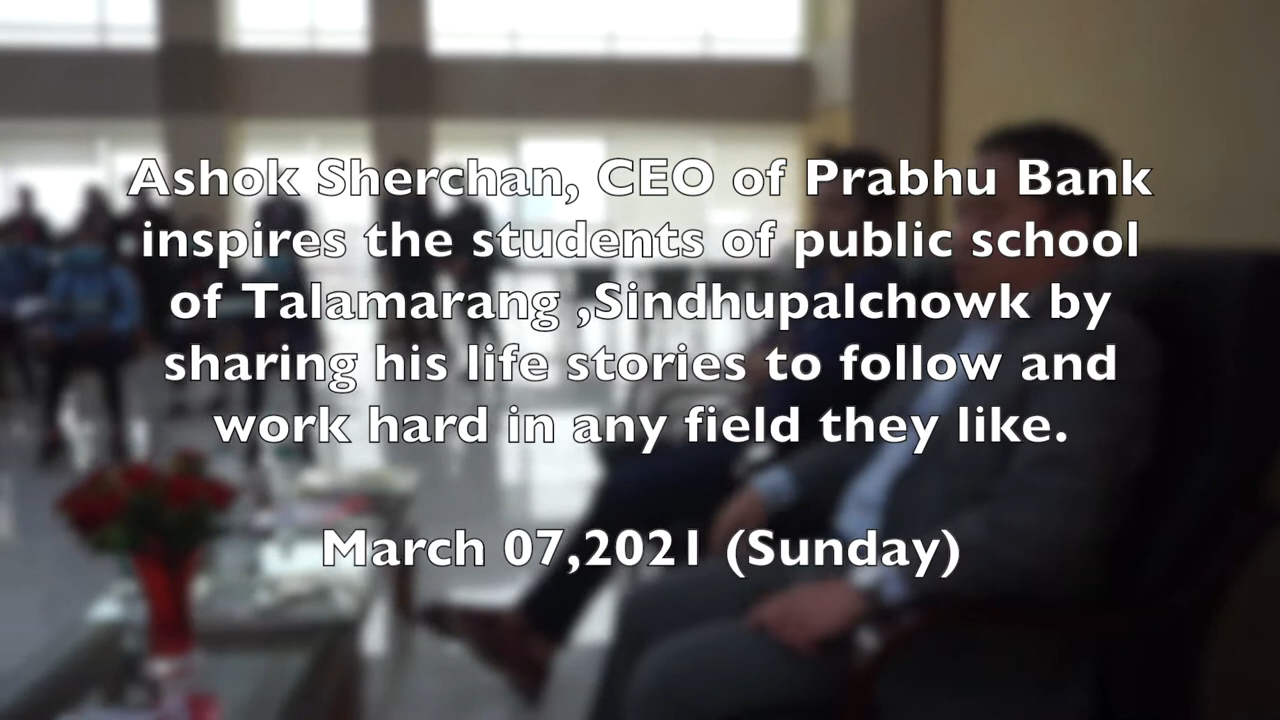 Ashok Sherchan, CEO of Prabhu Bank
inspires the students of public school
of Talamarang ,Sindhupalchowk by
sharing his life stories to follow and
work hard in any field they like.
March 07,2021 (Sunday)